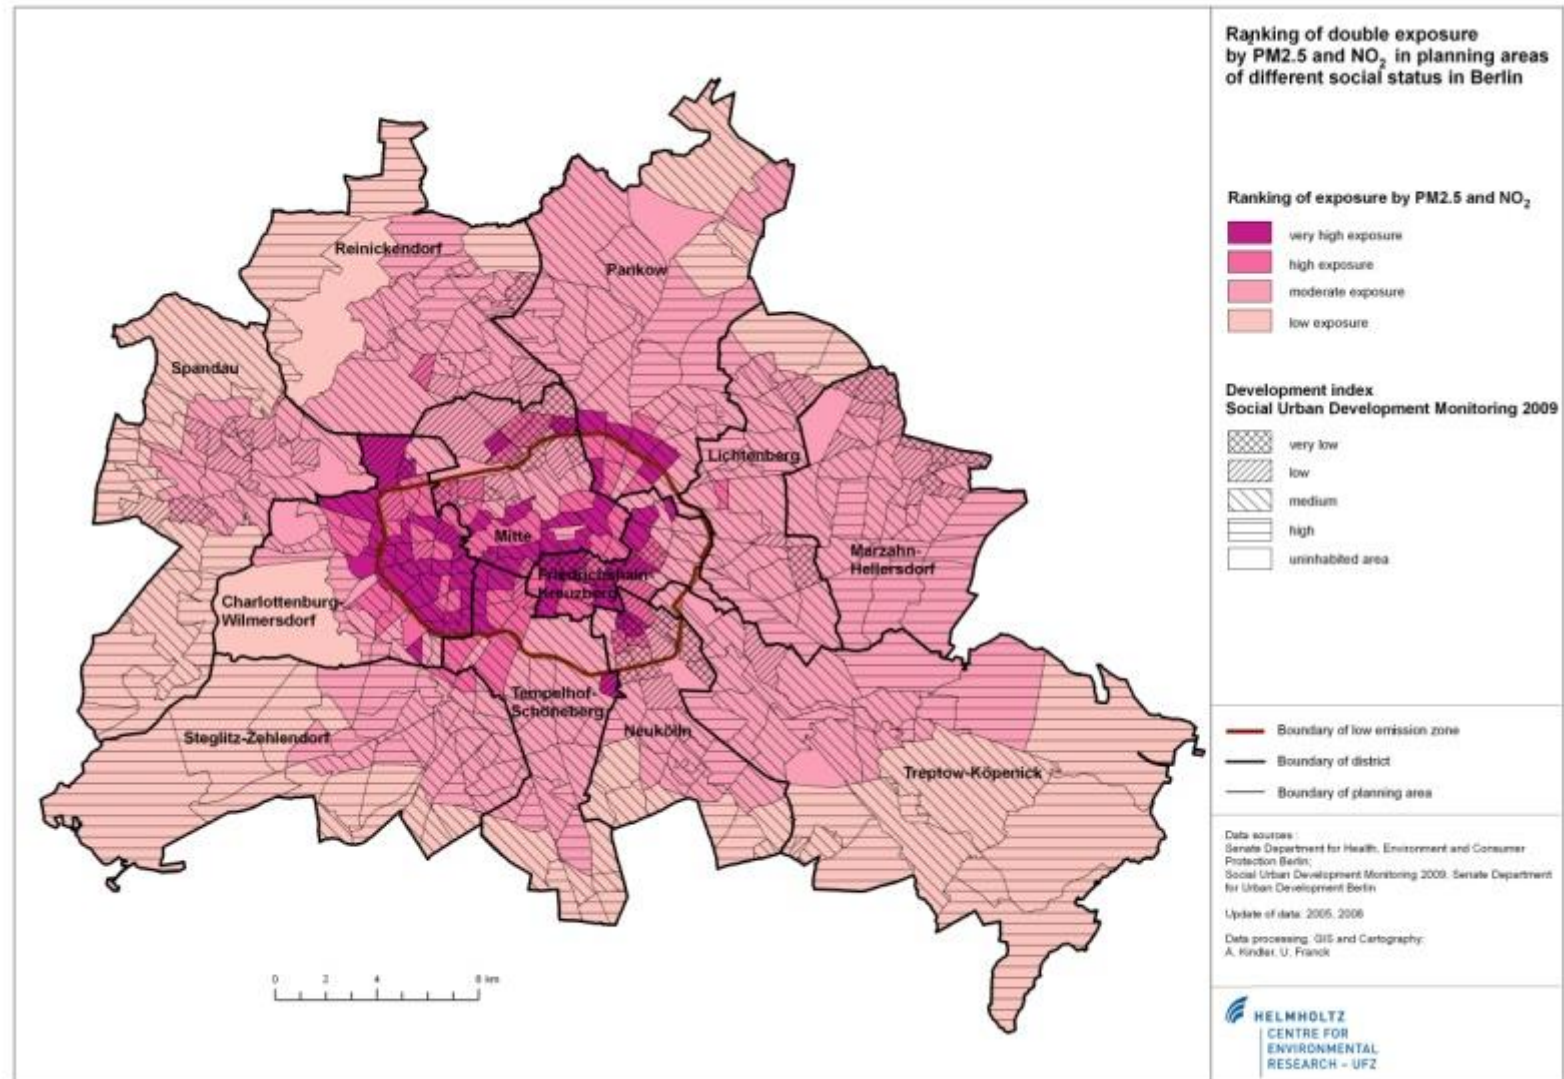 Ranking of double exposure
by PM2.5 and NO2 in planning areas
of different social status in Berlin
Ranking of exposure by PM2.5 and NO2
very high exposure
high exposure
moderate exposure
low exposure
Development index
Social Urban Development Monitoring 2009
very low
low
medium
high
uninhabited area
Boundary of low emission zone
Boundary of district
Boundary of planning area
Data sources :
Senate Department for Health, Environment and Consumer
Protection Berlin;
Social Urban Development Monitoring 2009, Senate Department
for Urban Development Berlin
Update of data: 2005, 2006
Data processing, GIS and Cartography:
A. Kindler, U. Franck
HELMHOLTZ
CENTRE FOR
ENVIRONMENTAL
RESEARCH – UFZ
Reinickendorf
Pankow
Spandau
Lichtenberg
Mitte
Marzahn-
Hellersdorf
Friedrichshain-
Kreuzberg
Charlottenburg-
Wilmersdorf
Tempelhof-
Schöneberg
Neukölln
Steglitz-Zehlendorf
Treptow-Köpenick
0 2 4 8 km